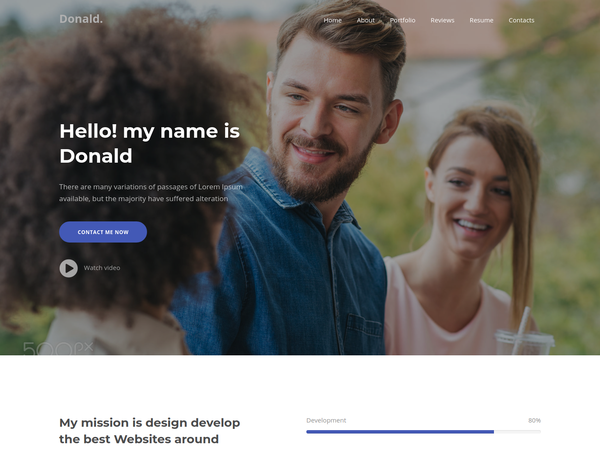 Donald.
Home About Portfolio Reviews Resume Contacts
Hello! my name is
Donald
There are many variations of passages of Lorem Ipsum
available, but the majority have suffered alteration
CONTACT ME NOW
Watch video
500px
My mission is design develop
the best Websites around
Development 80%